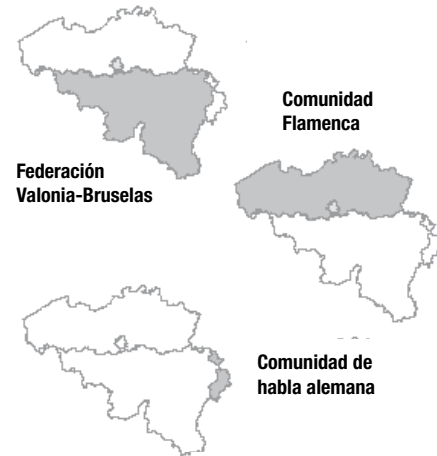 Comunidad
Flamenca
Federación
Valonia-Bruselas
Comunidad de
habla alemana